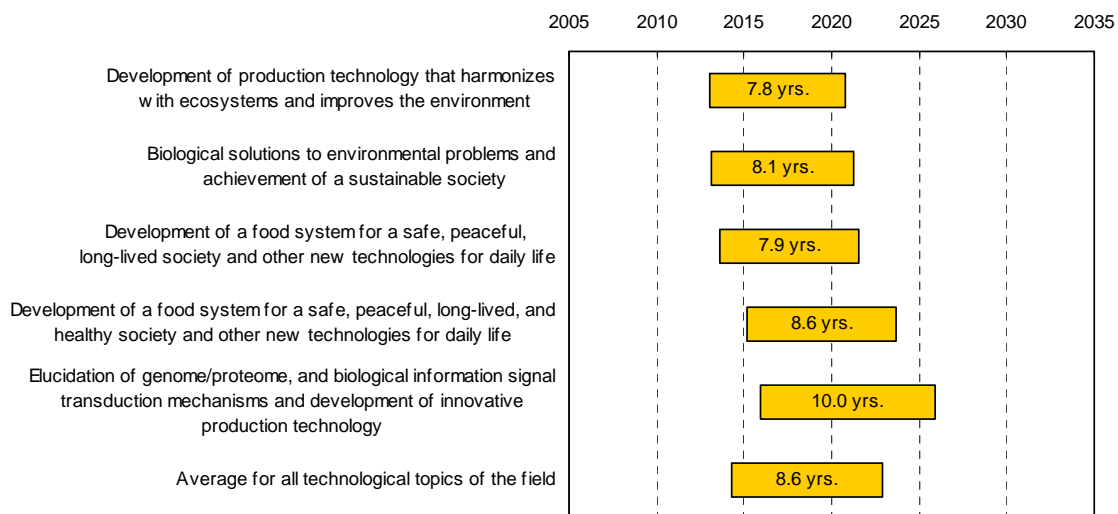 2005 2010 2015 2020 2025 2030 2035
Development of production technology that harmonizes
with ecosystems and improves the environment
7.8 yrs.
Biological solutions to environmental problems and
achievement of a sustainable society
8.1 yrs.
Development of a food system for a safe, peaceful,
long-lived society and other new technologies for daily life
7.9 yrs.
Development of a food system for a safe, peaceful, long-lived, and
healthy society and other new technologies for daily life
8.6 yrs.
Elucidation of genome/proteome, and biological information signal
transduction mechanisms and development of innovative
production technology
10.0 yrs.
Average for all technological topics of the field
8.6 yrs.